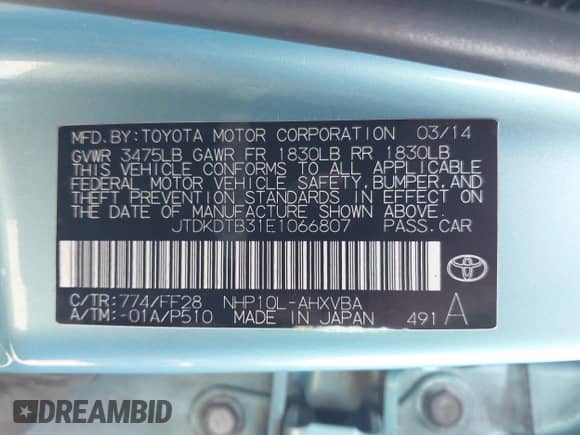 MFD. BY: TOYOTA MOTOR CORPORATION 03/14
GVWR 3475LB GAWR FR 1830LB RR 1830LB
THIS VEHICLE CONFORMS TO ALL APPLICABLE
FEDERAL MOTOR VEHICLE SAFETY, BUMPER, AND
THEFT PREVENTION STANDARDS IN EFFECT ON
THE DATE OF MANUFACTURE SHOWN ABOVE.
JTDKDTB31E1066807 PASS. CAR
C/TR: 774/FF28 NHP10L-AHXVBA
A/TM: -01A/P510 MADE IN JAPAN 491 A
DREAMBID